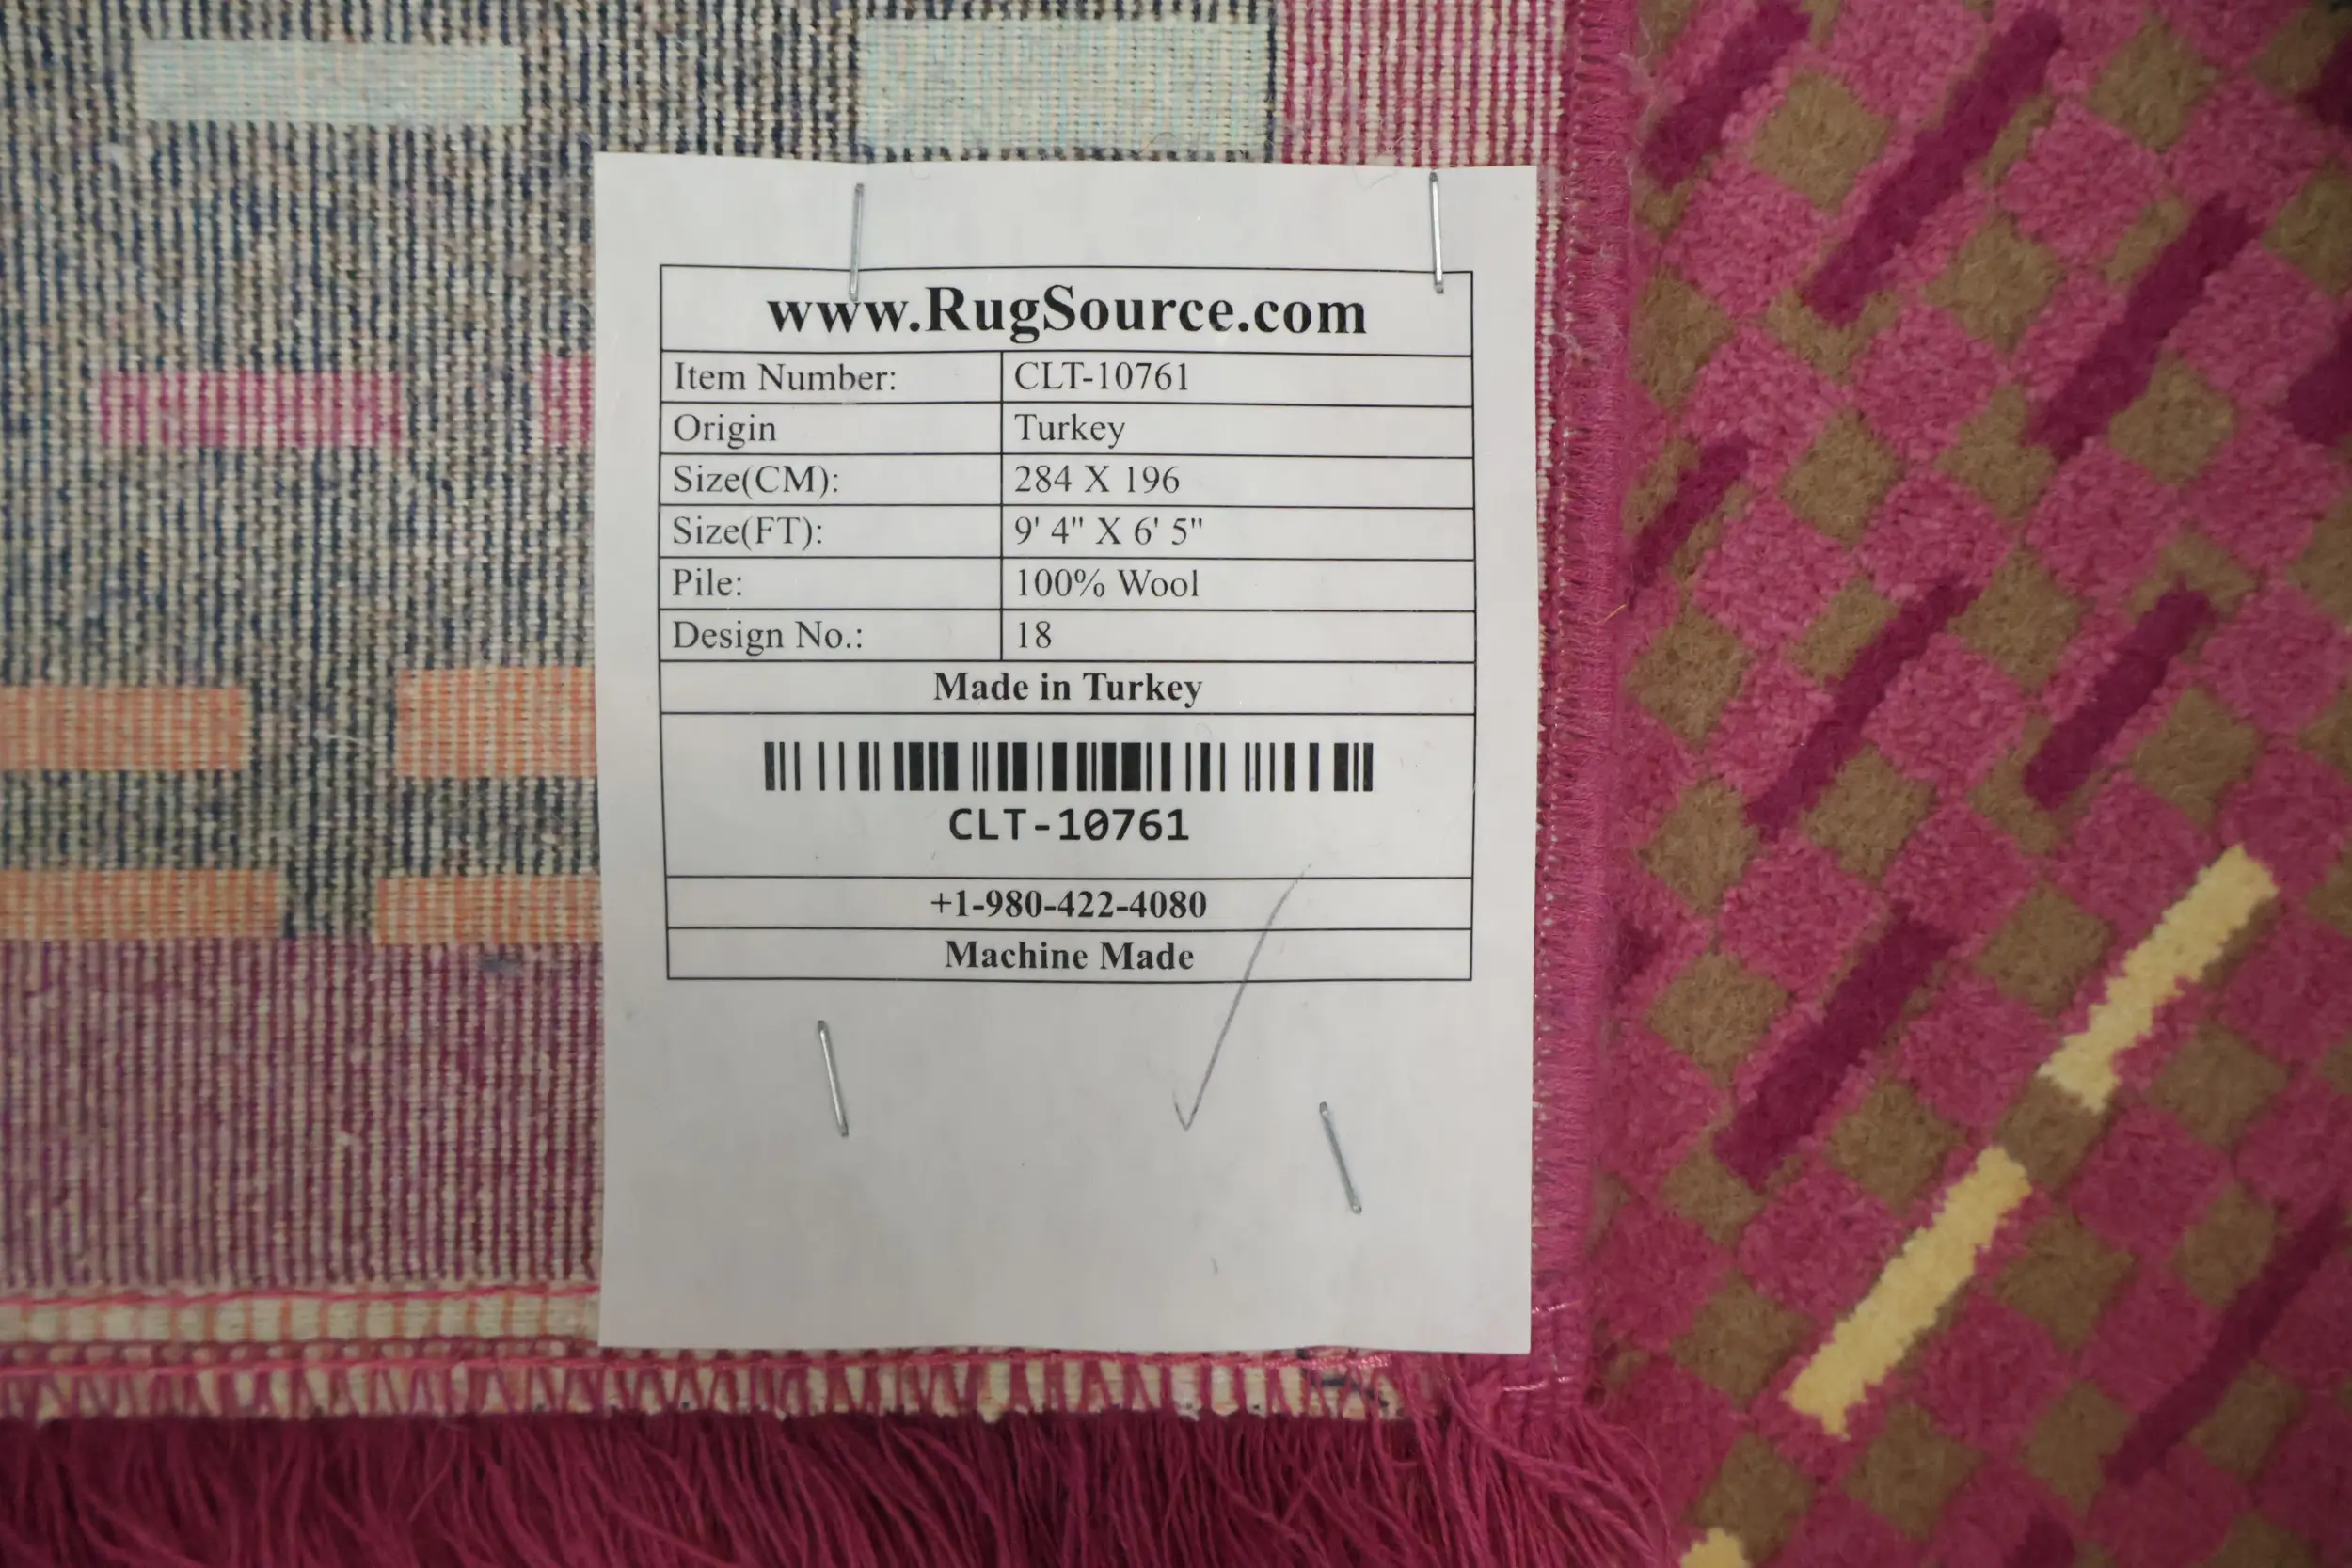 www.RugSource.com
Item Number: CLT-10761
Origin Turkey
Size(CM): 284 X 196
Size(FT): 9' 4" X 6' 5"
Pile: 100% Wool
Design No.: 18
Made in Turkey
CLT-10761
+1-980-422-4080
Machine Made